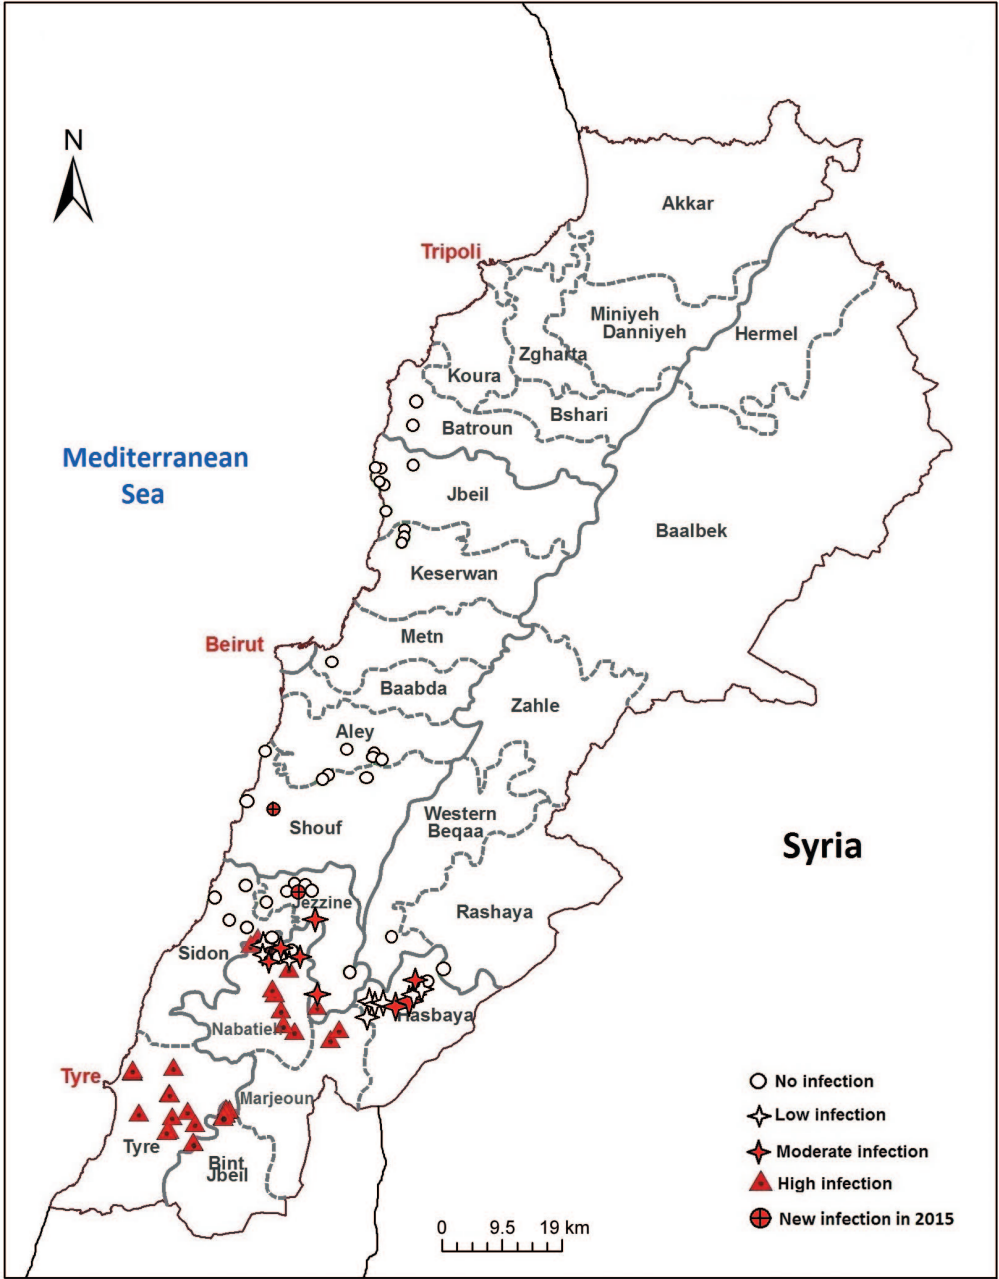 N
Akkar
Tripoli
Miniyeh
Danniyeh
Hermel
Zgharta
Koura
Bshari
Batroun
Mediterranean
Sea
Jbeil
Baalbek
Keserwan
Metn
Beirut
Baabda
Zahle
Aley
Western
Beqaa
Shouf
Syria
Jezzine
Rashaya
Sidon
Hasbaya
Nabatieh
Tyre
Marjeoun
Tyre
Bint
Jbeil
No infection
Low infection
Moderate infection
High infection
New infection in 2015
0 9.5 19 km